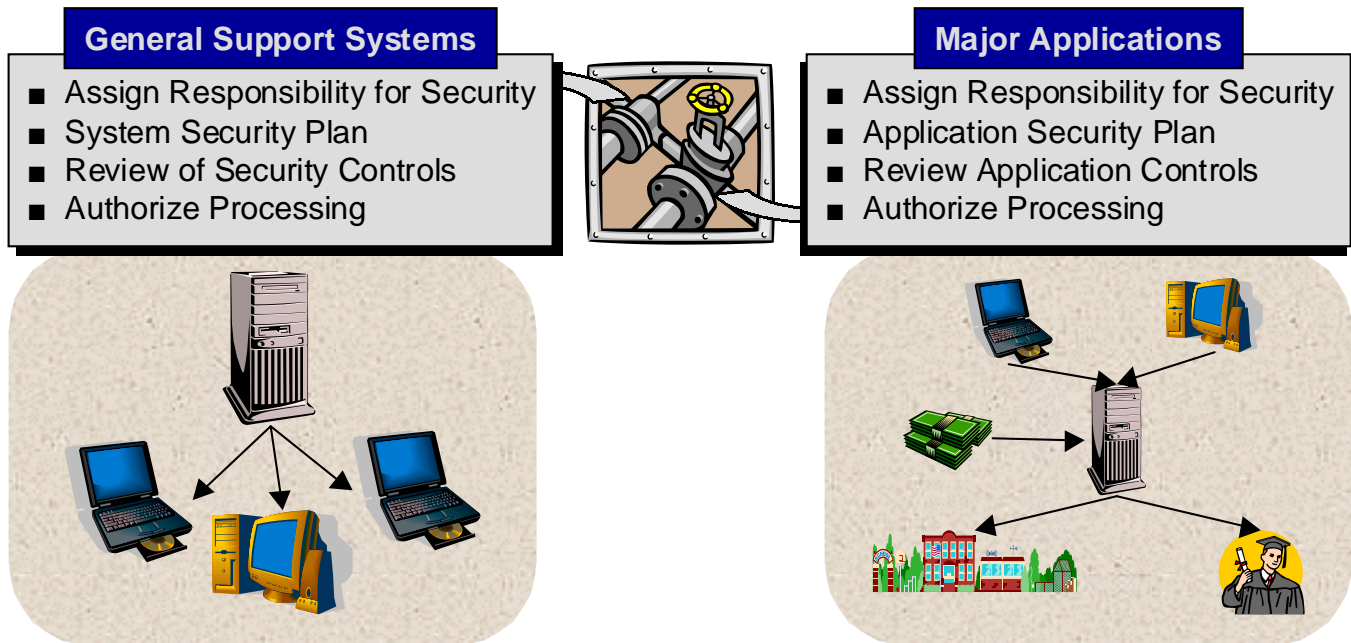 General Support Systems
■ Assign Responsibility for Security
■ System Security Plan
■ Review of Security Controls
■ Authorize Processing
Major Applications
■ Assign Responsibility for Security
■ Application Security Plan
■ Review Application Controls
■ Authorize Processing